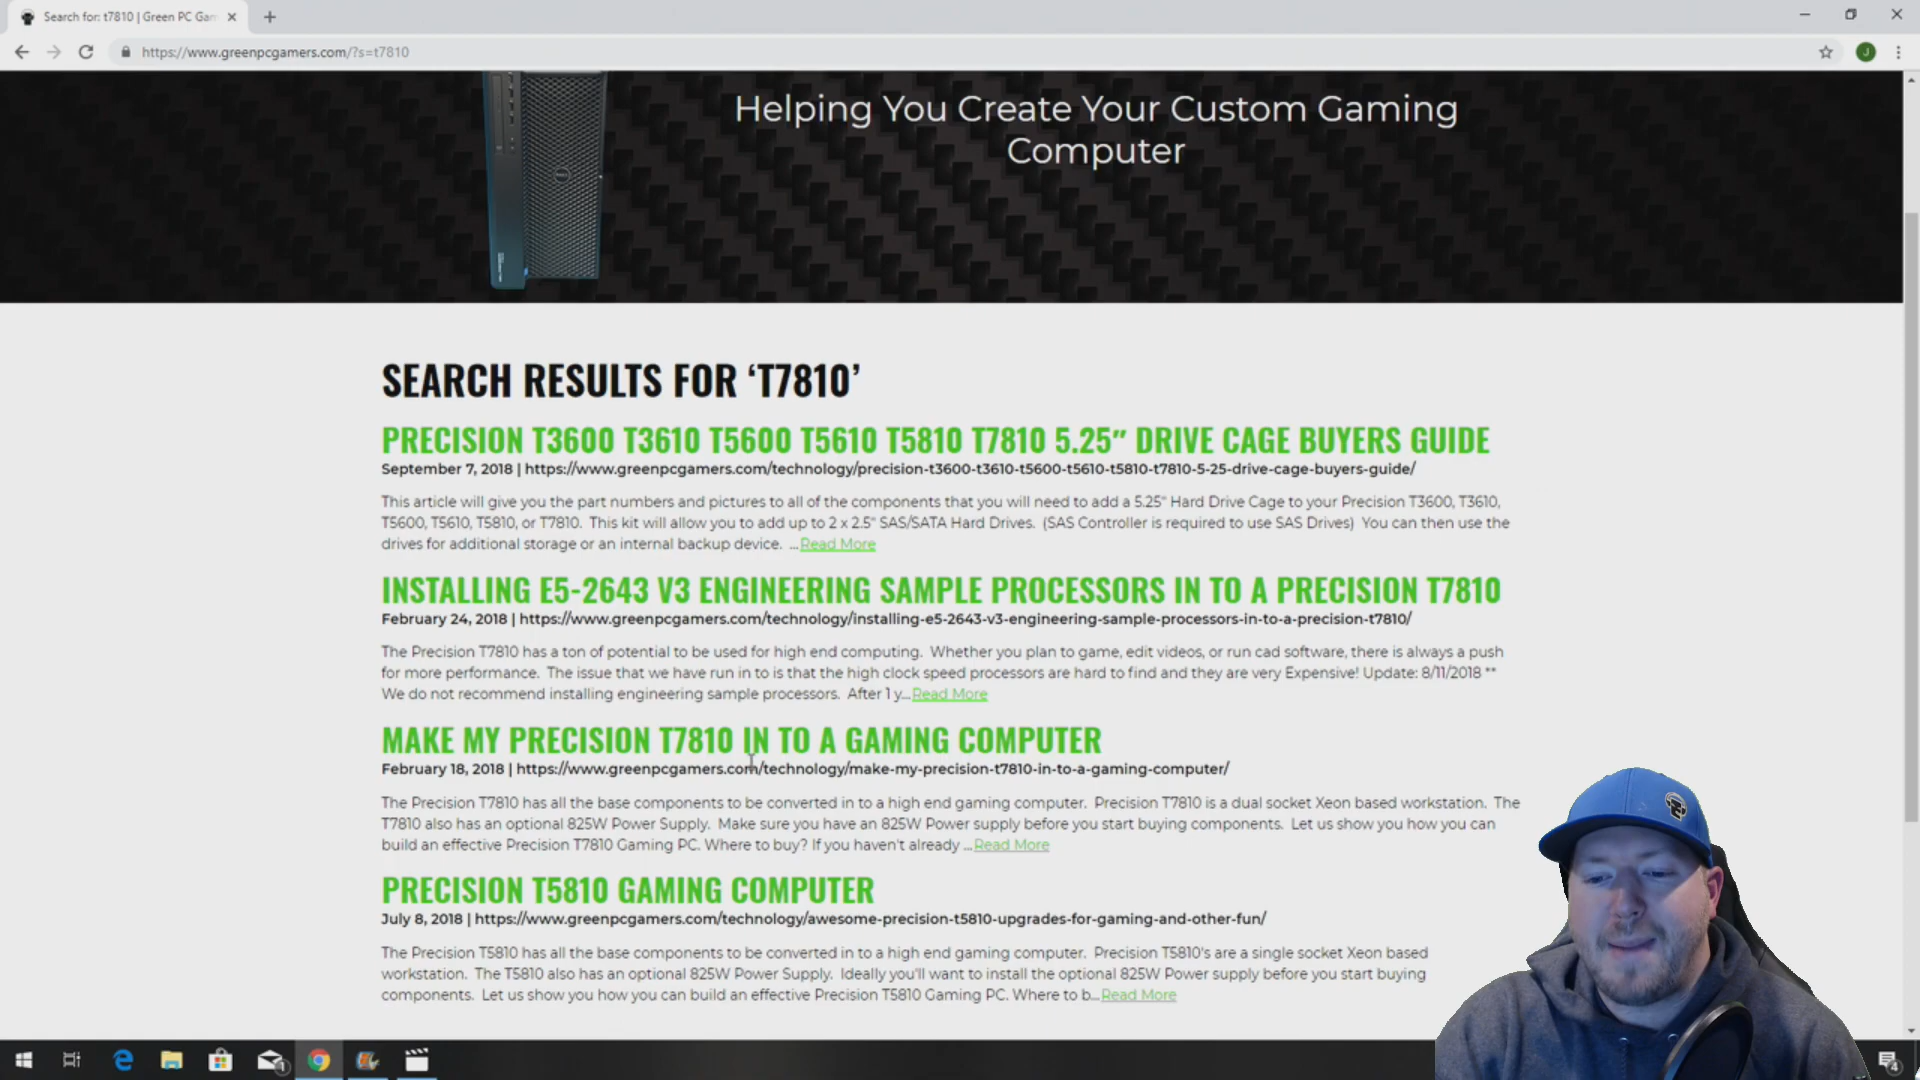 Search for: t7810 | Green PC Gam
https://www.greenpcgamers.com/?s=t7810
J
Helping You Create Your Custom Gaming
Computer
SEARCH RESULTS FOR ‘T7810’
PRECISION T3600 T3610 T5600 T5610 T5810 T7810 5.25″ DRIVE CAGE BUYERS GUIDE
September 7, 2018 | https://www.greenpcgamers.com/technology/precision-t3600-t3610-t5600-t5610-t5810-t7810-5-25-drive-cage-buyers-guide/
This article will give you the part numbers and pictures to all of the components that you will need to add a 5.25" Hard Drive Cage to your Precision T3600, T3610,
T5600, T5610, T5810, or T7810. This kit will allow you to add up to 2 x 2.5" SAS/SATA Hard Drives. (SAS Controller is required to use SAS Drives) You can then use the
drives for additional storage or an internal backup device. ...Read More
INSTALLING E5-2643 V3 ENGINEERING SAMPLE PROCESSORS IN TO A PRECISION T7810
February 24, 2018 | https://www.greenpcgamers.com/technology/installing-e5-2643-v3-engineering-sample-processors-in-to-a-precision-t7810/
The Precision T7810 has a ton of potential to be used for high end computing. Whether you plan to game, edit videos, or run cad software, there is always a push
for more performance. The issue that we have run in to is that the high clock speed processors are hard to find and they are very Expensive! Update: 8/11/2018 **
We do not recommend installing engineering sample processors. After 1 y...Read More
MAKE MY PRECISION T7810 IN TO A GAMING COMPUTER
February 18, 2018 | https://www.greenpcgamers.com/technology/make-my-precision-t7810-in-to-a-gaming-computer/
The Precision T7810 has all the base components to be converted in to a high end gaming computer. Precision T7810 is a dual socket Xeon based workstation. The
T7810 also has an optional 825W Power Supply. Make sure you have an 825W Power supply before you start buying components. Let us show you how you can
build an effective Precision T7810 Gaming PC. Where to buy? If you haven't already ...Read More
PRECISION T5810 GAMING COMPUTER
July 8, 2018 | https://www.greenpcgamers.com/technology/awesome-precision-t5810-upgrades-for-gaming-and-other-fun/
The Precision T5810 has all the base components to be converted in to a high end gaming computer. Precision T5810's are a single socket Xeon based
workstation. The T5810 also has an optional 825W Power Supply. Ideally you'll want to install the optional 825W Power supply before you start buying
components. Let us show you how you can build an effective Precision T5810 Gaming PC. Where to b...Read More
1
4